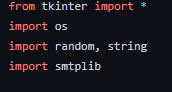 from tkinter import *
import os
import random, string
import smtplib